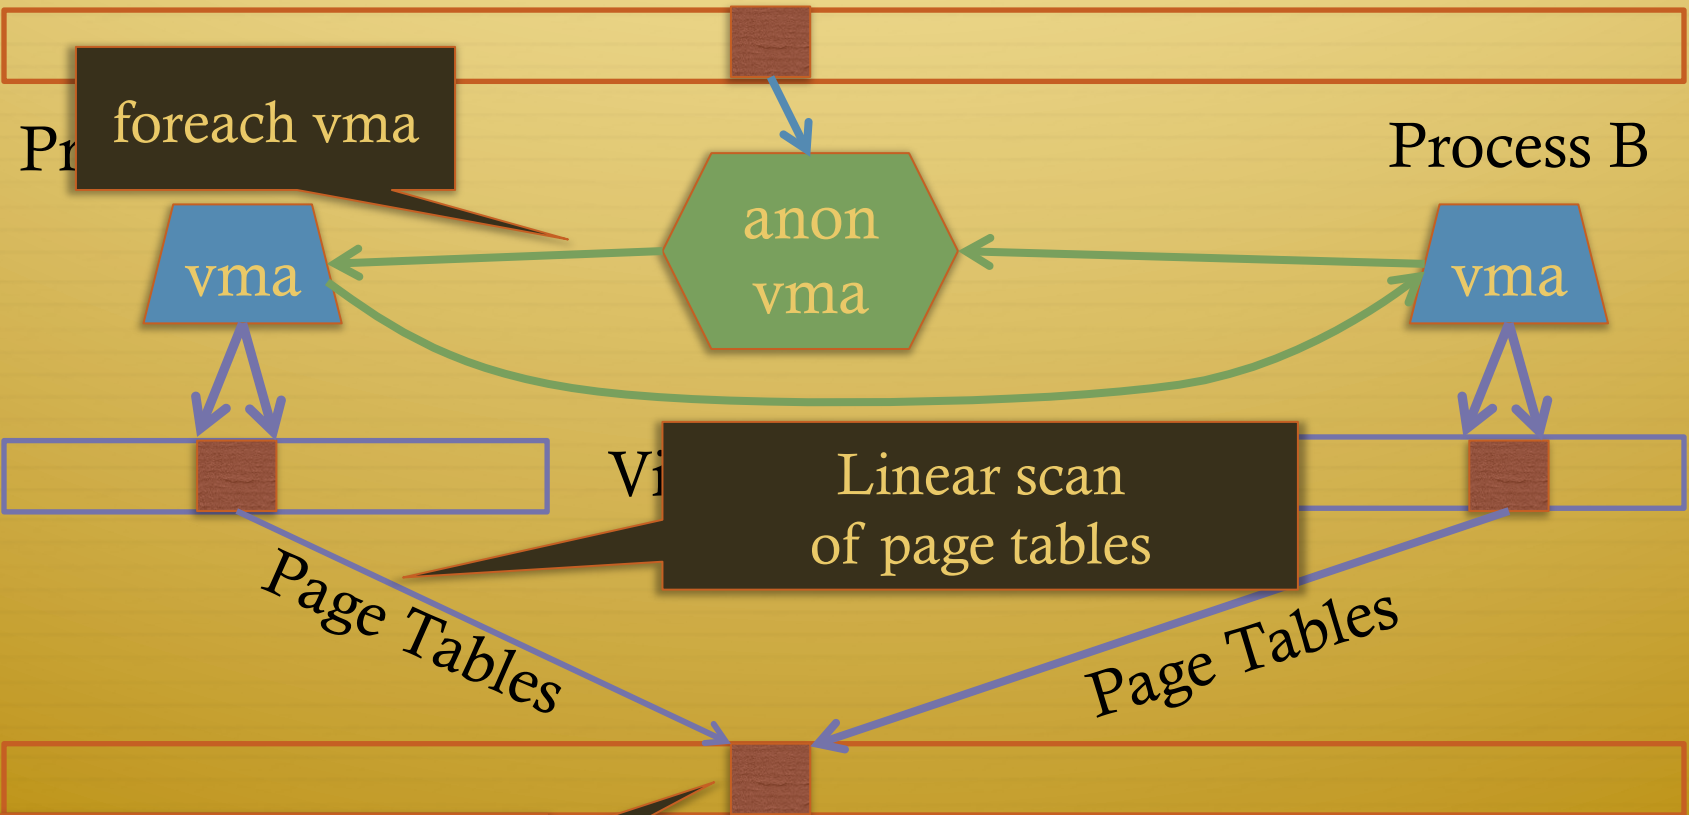 foreach vma
Process B
anon
vma
vma
vma
Linear scan
of page tables
Page Tables
Page Tables